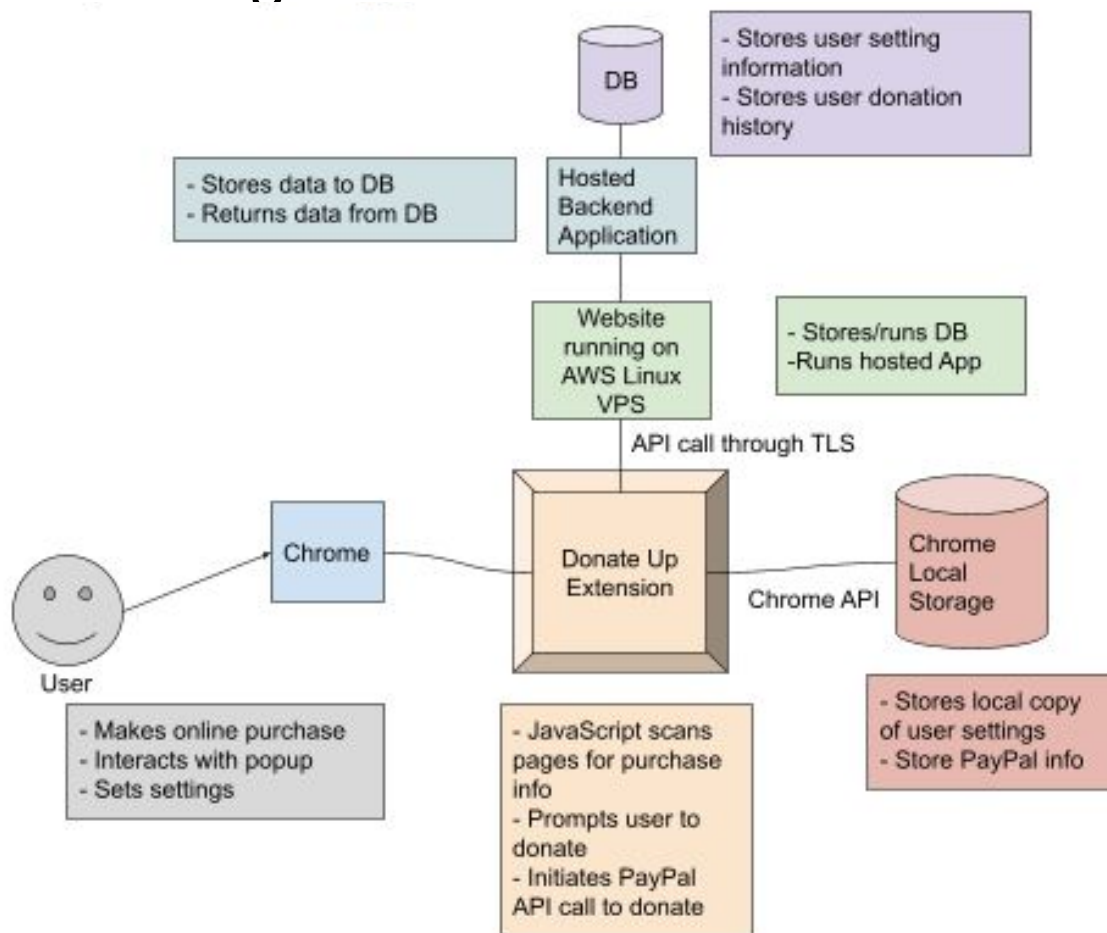 DB
- Stores user setting
information
- Stores user donation
history
- Stores data to DB
- Returns data from DB
Hosted
Backend
Application
Website
running on
AWS Linux
VPS
- Stores/runs DB
-Runs hosted App
API call through TLS
Chrome
Donate Up
Extension
Chrome API
Chrome
Local
Storage
User
- Makes online purchase
- Interacts with popup
- Sets settings
- JavaScript scans
pages for purchase
info
- Prompts user to
donate
- Initiates PayPal
API call to donate
- Stores local copy
of user settings
- Store PayPal info